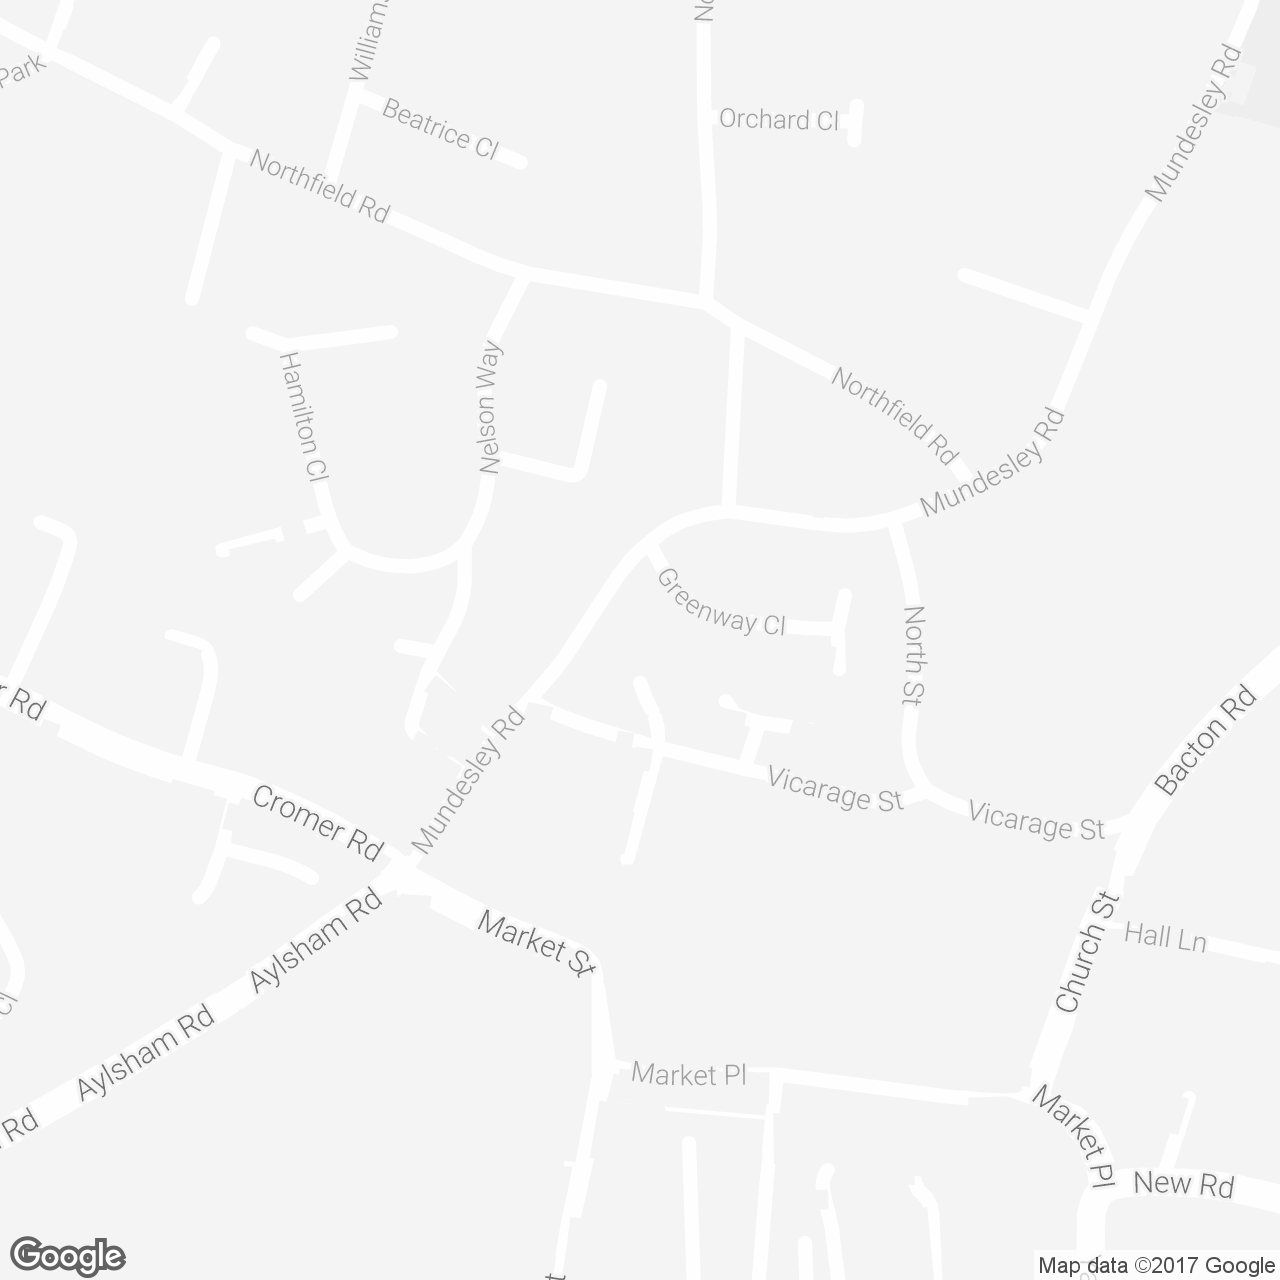 Williams
No
Park
Beatrice Cl
Orchard Cl
Mundesley Rd
Northfield Rd
Nelson Way
Hamilton Cl
Northfield Rd
Mundesley Rd
Greenway Cl
North St
r Rd
Bacton Rd
Mundesley Rd
Vicarage St
Vicarage St
Cromer Rd
Aylsham Rd
Market St
Church St
Hall Ln
Cl
Aylsham Rd
Market Pl
Market Pl
Rd
New Rd
Google
Map data ©2017 Google